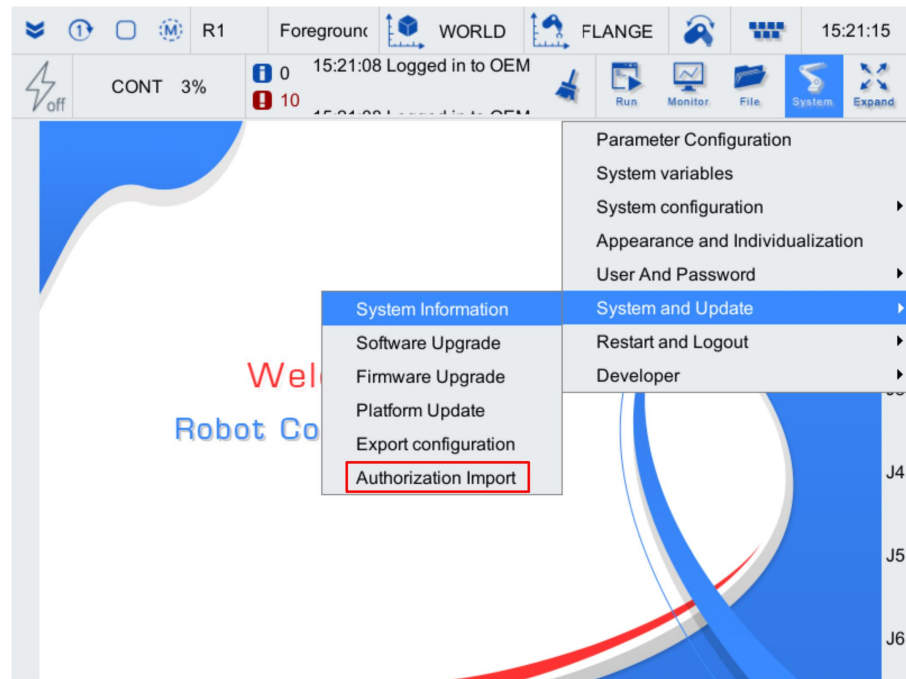 1 M R1 Foregroun WORLD FLANGE 15:21:15
off CONT 3% i 0 15:21:08 Logged in to OEM
! 10
Run Monitor File System Expand
Parameter Configuration
System variables
System configuration
Appearance and Individualization
User And Password
System and Update
Restart and Logout
Developer
System Information
Software Upgrade
Firmware Upgrade
Platform Update
Export configuration
Authorization Import
Wel
Robot Co
J4
J5
J6